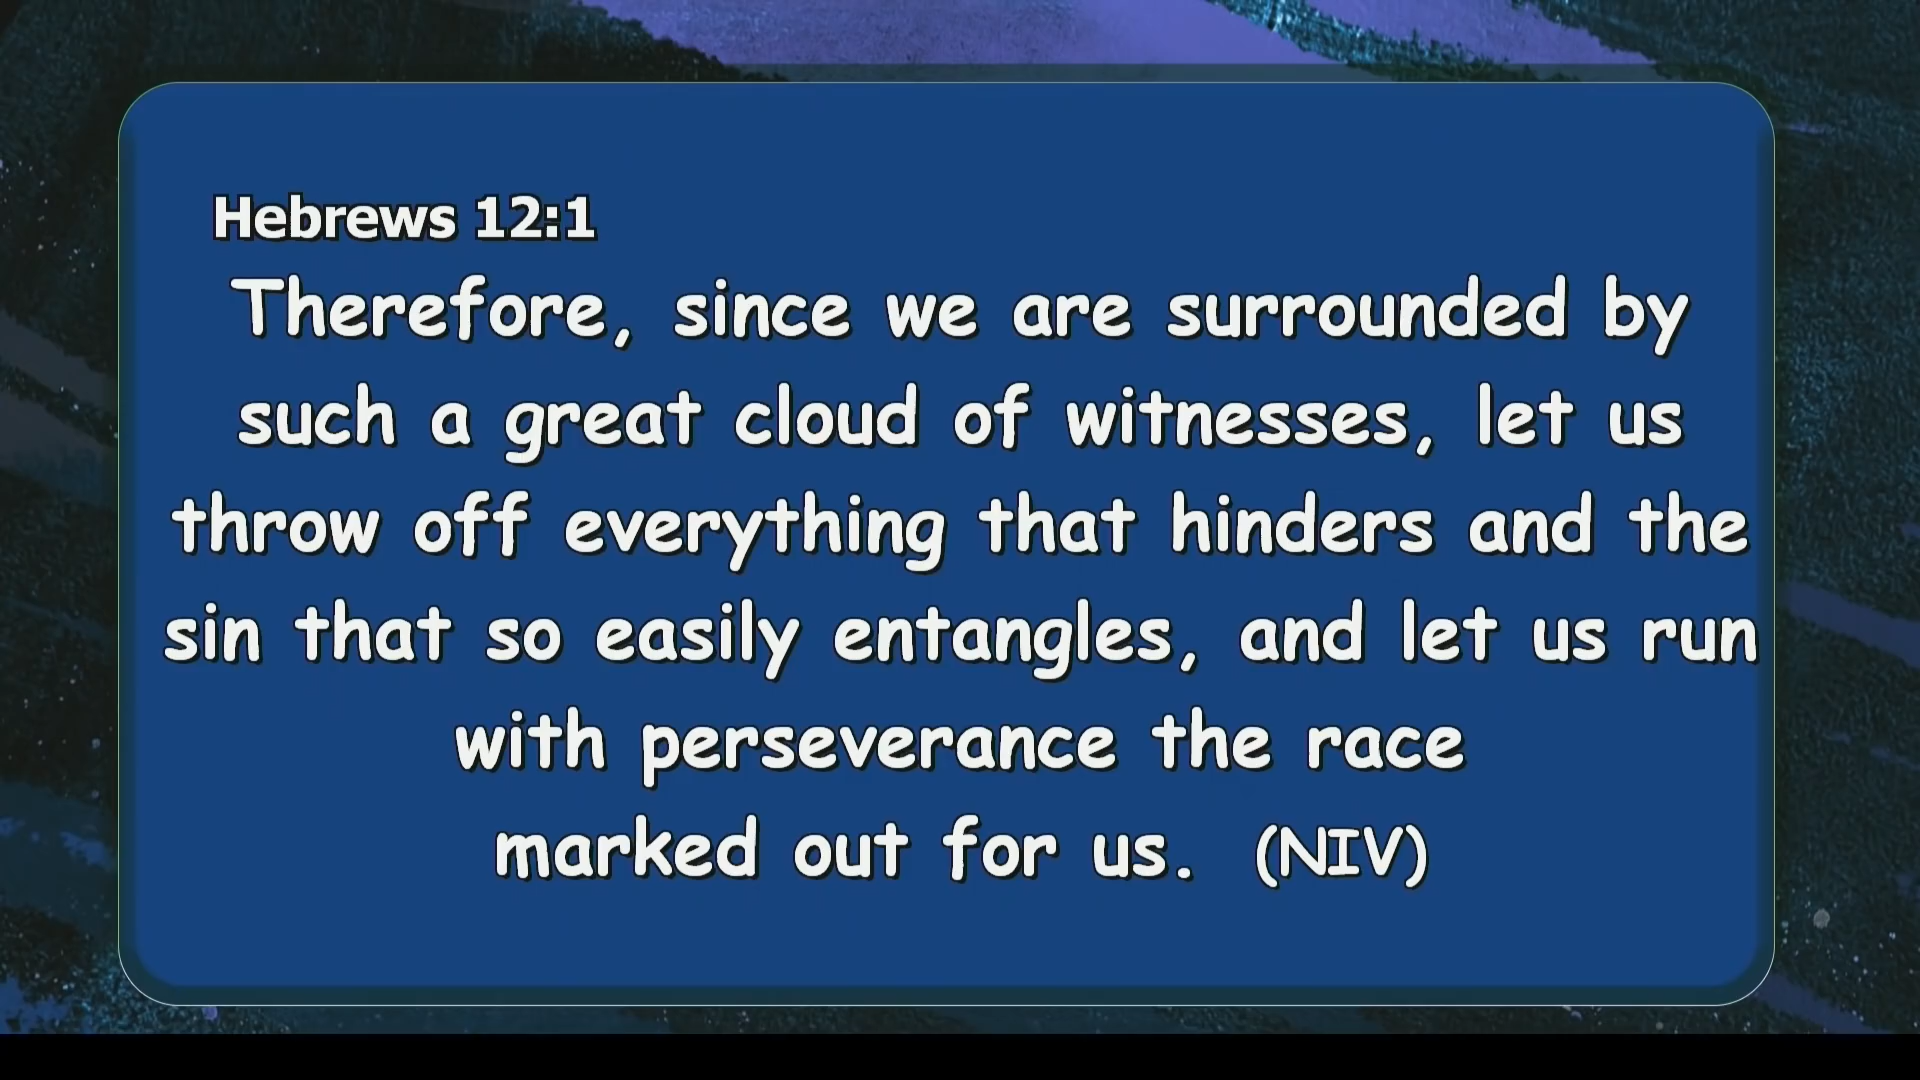 Hebrews 12:1
Therefore, since we are surrounded by
such a great cloud of witnesses, let us
throw off everything that hinders and the
sin that so easily entangles, and let us run
with perseverance the race
marked out for us. (NIV)